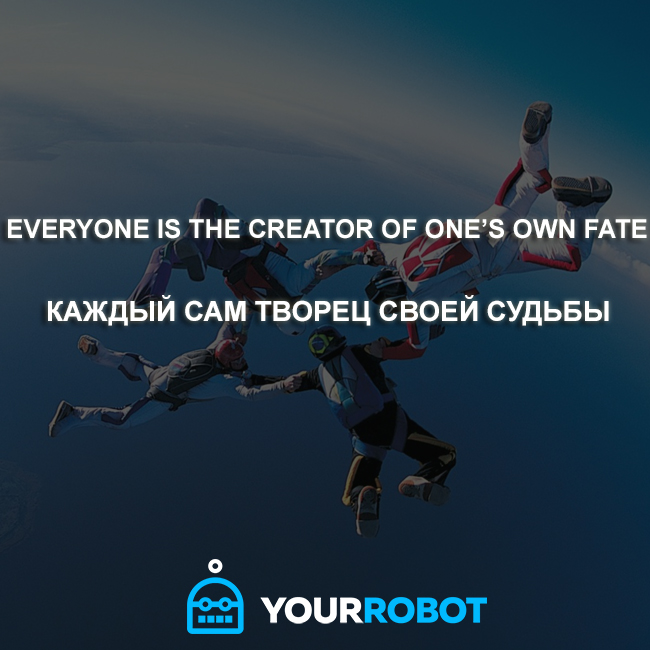 EVERYONE IS THE CREATOR OF ONE’S OWN FATE
КАЖДЫЙ САМ ТВОРЕЦ СВОЕЙ СУДЬБЫ
YOURROBOT